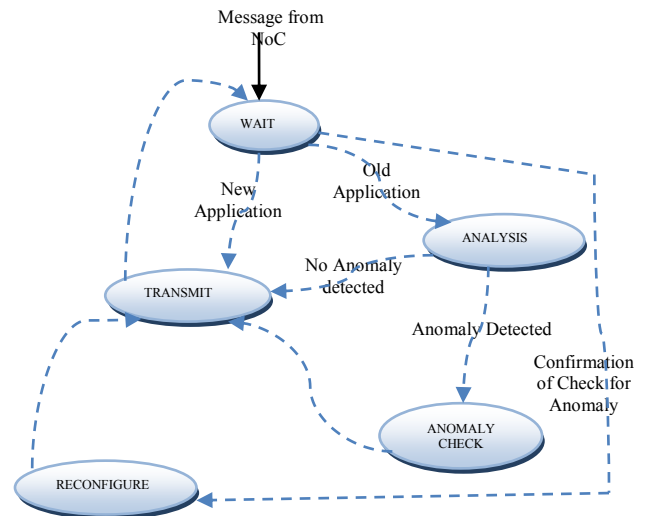 Message from
NoC
WAIT
Old
Application
New
Application
ANALYSIS
No Anomaly
detected
TRANSMIT
Anomaly Detected
Confirmation
of Check for
Anomaly
ANOMALY
CHECK
RECONFIGURE